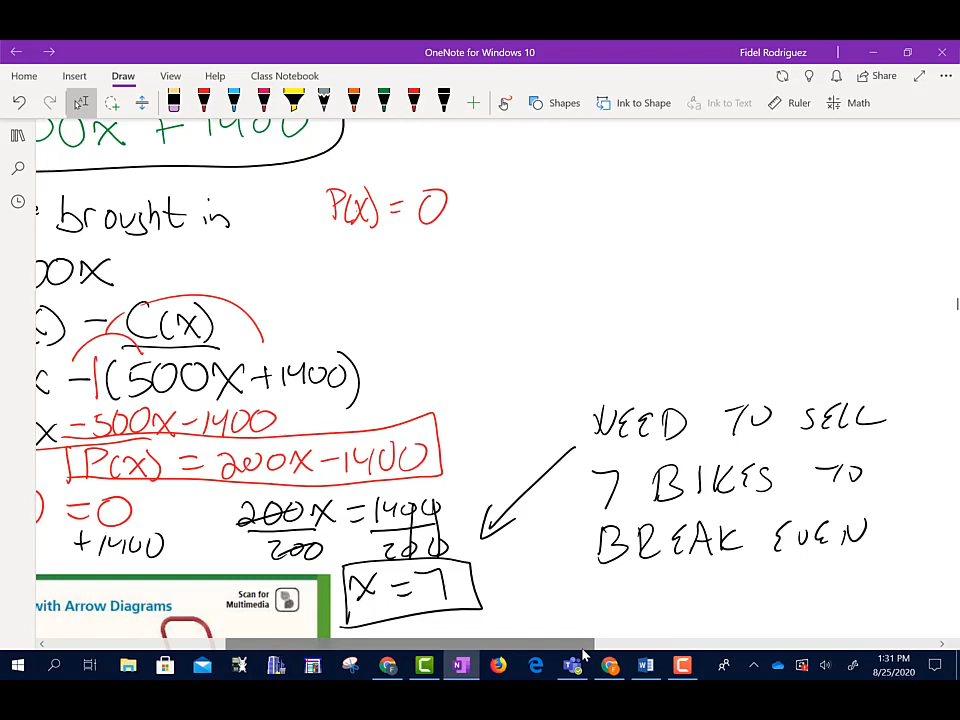 OneNote for Windows 10
Fidel Rodriguez
Home Insert Draw View Help Class Notebook Share
Shapes Ink to Shape Ink to Text Ruler Math
00X + 1400
brought in
P(x) = 0
00X
) - C(x)
x -1(500X+1400)
x -500x-1400
P(x) = 200x-1400
) =0
+1400
200x = 1400
200 200
x = 7
NEED TO SELL
7 BIKES TO
BREAK EVEN
with Arrow Diagrams
Scan for
Multimedia
1:31 PM
8/25/2020